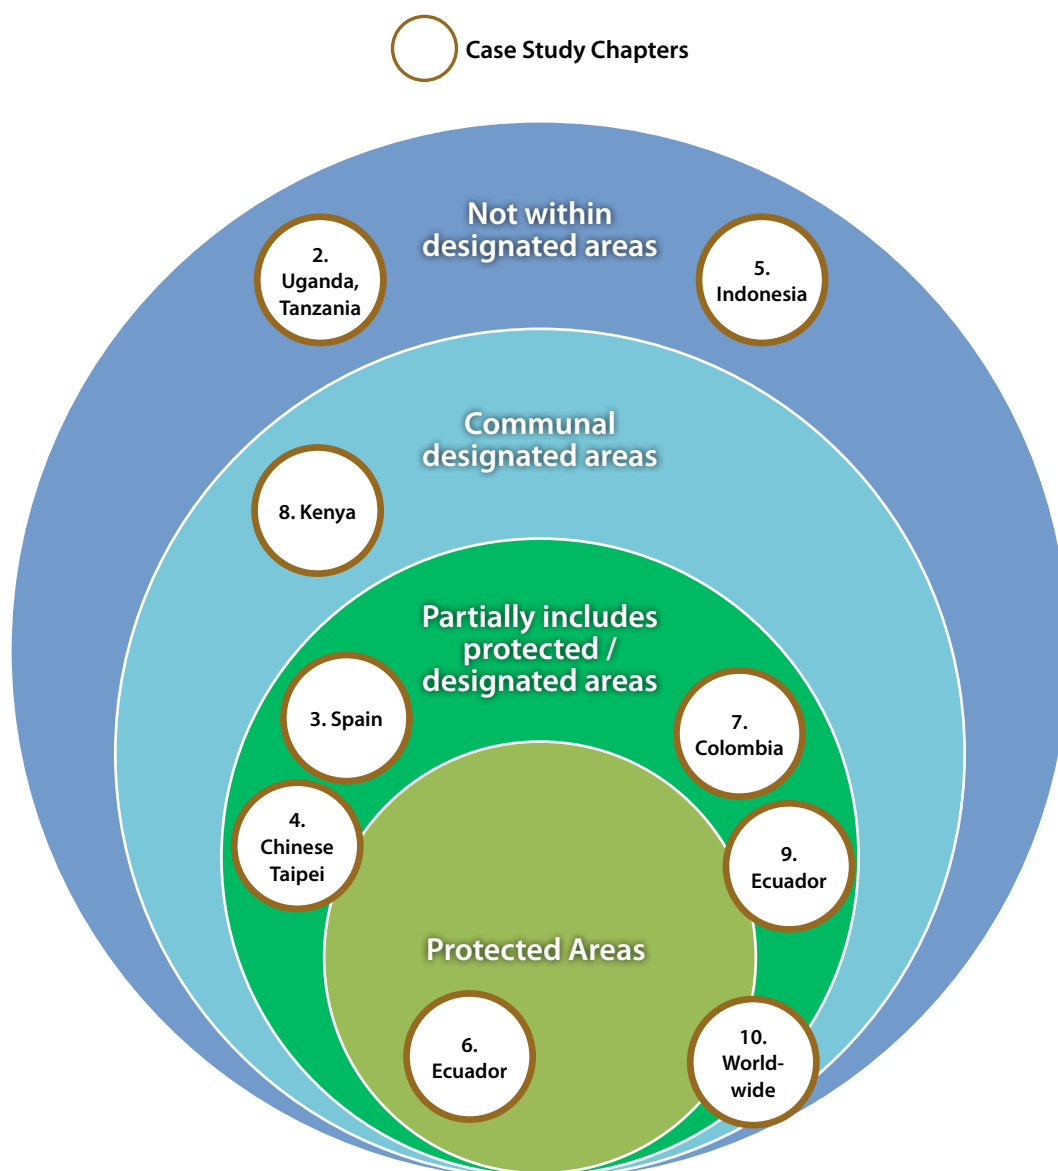 Case Study Chapters
Not within
designated areas
2.
Uganda,
Tanzania
5.
Indonesia
Communal
designated areas
8. Kenya
Partially includes
protected /
designated areas
3. Spain
7.
Colombia
4.
Chinese
Taipei
9.
Ecuador
Protected Areas
6.
Ecuador
10.
World-
wide